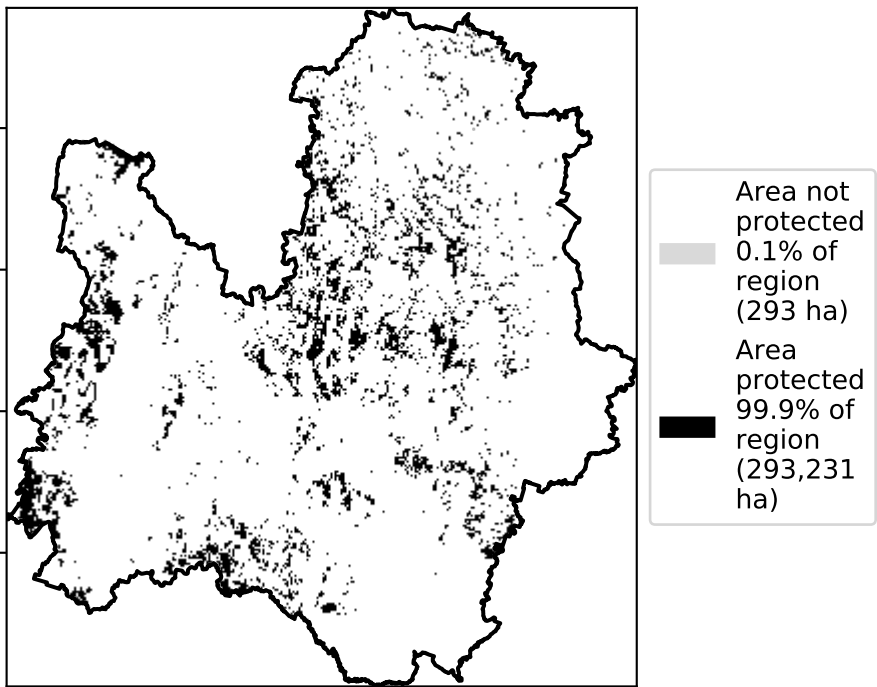 Area not
protected
0.1% of
region
(293 ha)
Area
protected
99.9% of
region
(293,231
ha)